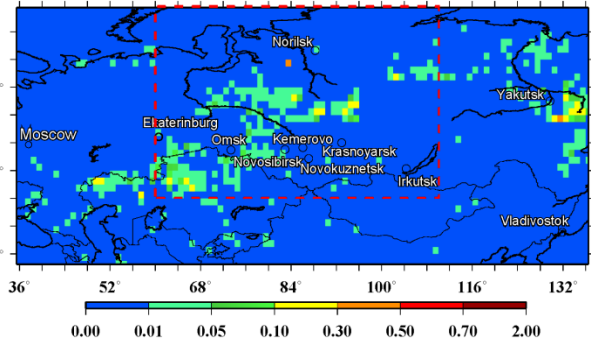 Norilsk
Yakutsk
Moscow
Ekaterinburg
Omsk
Kemerovo
Krasnoyarsk
Novosibirsk
Novokuznetsk
Irkutsk
Vladivostok
36° 52° 68° 84° 100° 116° 132°
0.00 0.01 0.05 0.10 0.30 0.50 0.70 2.00